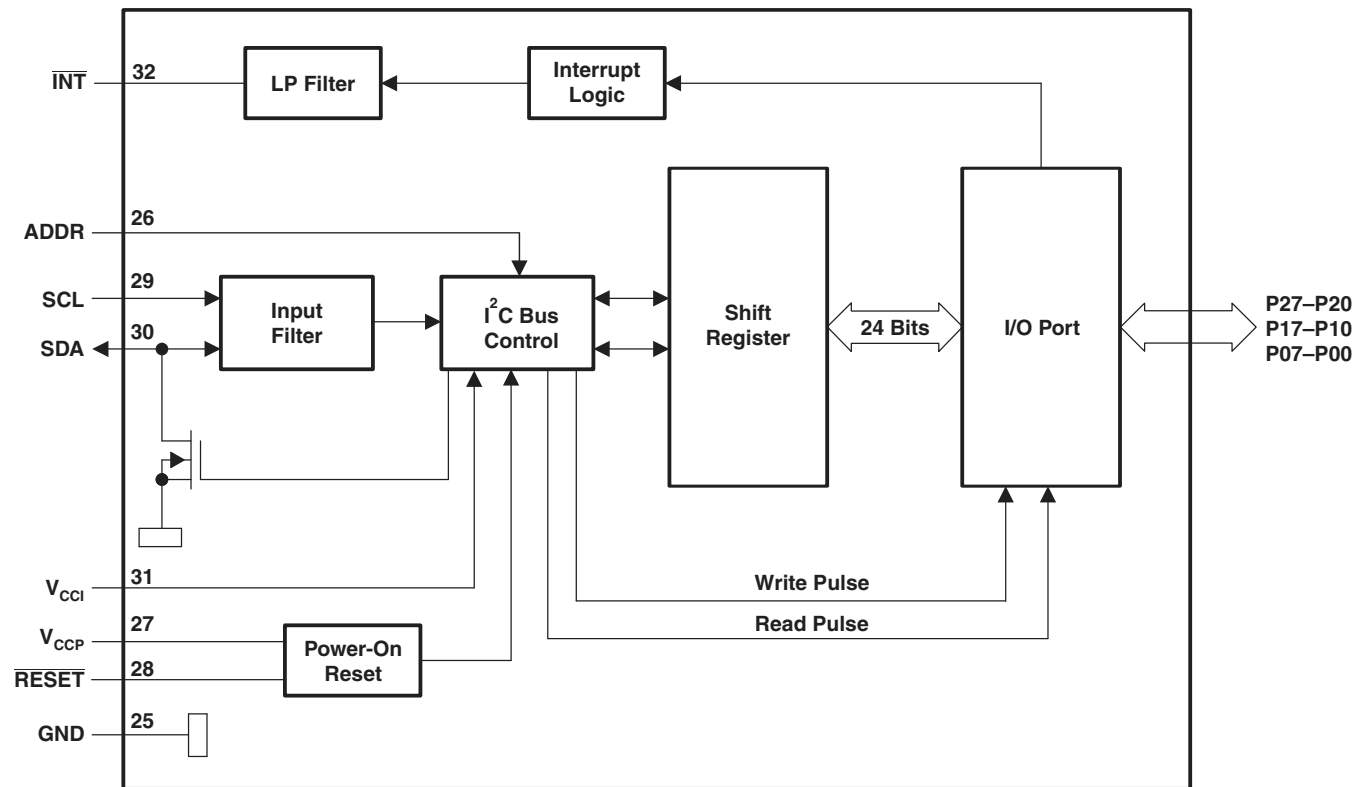 INT
32
LP Filter
Interrupt
Logic
ADDR
26
SCL
29
SDA
30
Input
Filter
I²C Bus
Control
Shift
Register
24 Bits
I/O Port
P27–P20
P17–P10
P07–P00
VCCI
31
Write Pulse
VCCP
27
Read Pulse
RESET
28
Power-On
Reset
GND
25